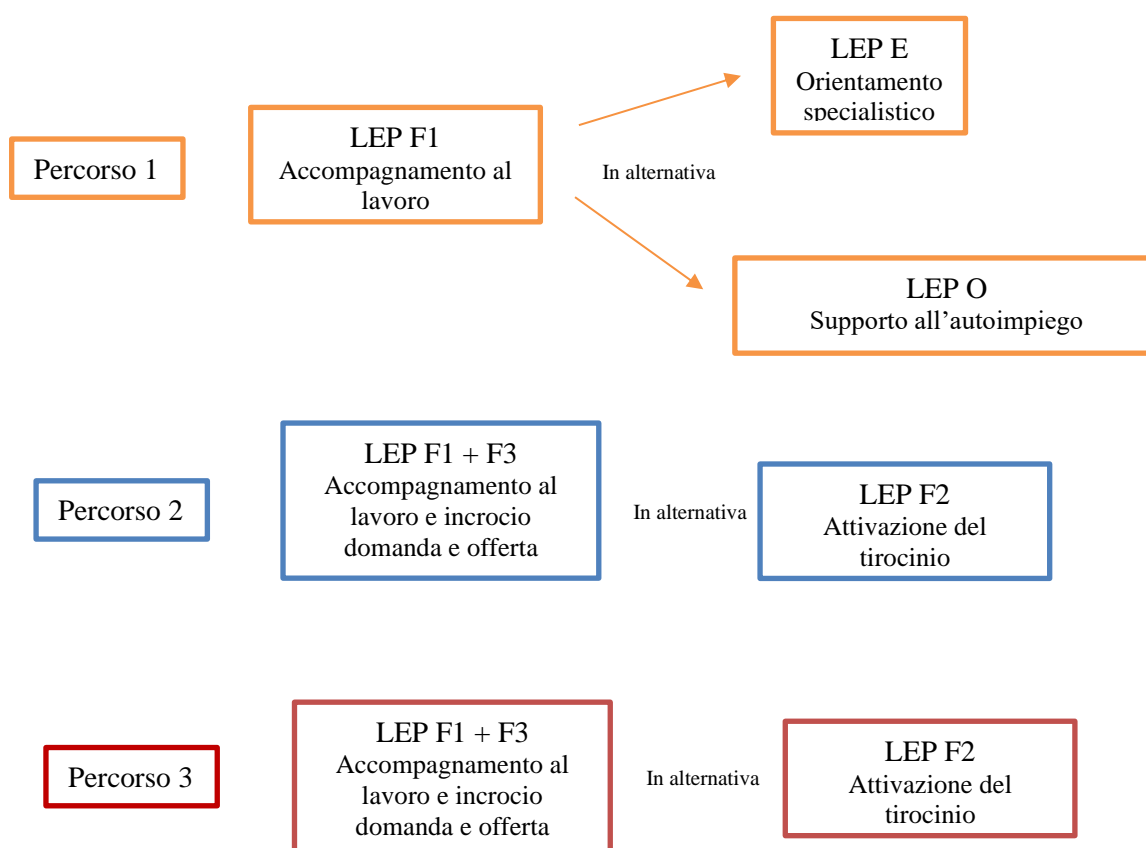 LEP E
Orientamento
specialistico
LEP F1
Accompagnamento al
lavoro
Percorso 1
In alternativa
LEP O
Supporto all’autoimpiego
LEP F1 + F3
Accompagnamento al
lavoro e incrocio
domanda e offerta
Percorso 2
In alternativa
LEP F2
Attivazione del
tirocinio
LEP F1 + F3
Accompagnamento al
lavoro e incrocio
domanda e offerta
Percorso 3
In alternativa
LEP F2
Attivazione del
tirocinio